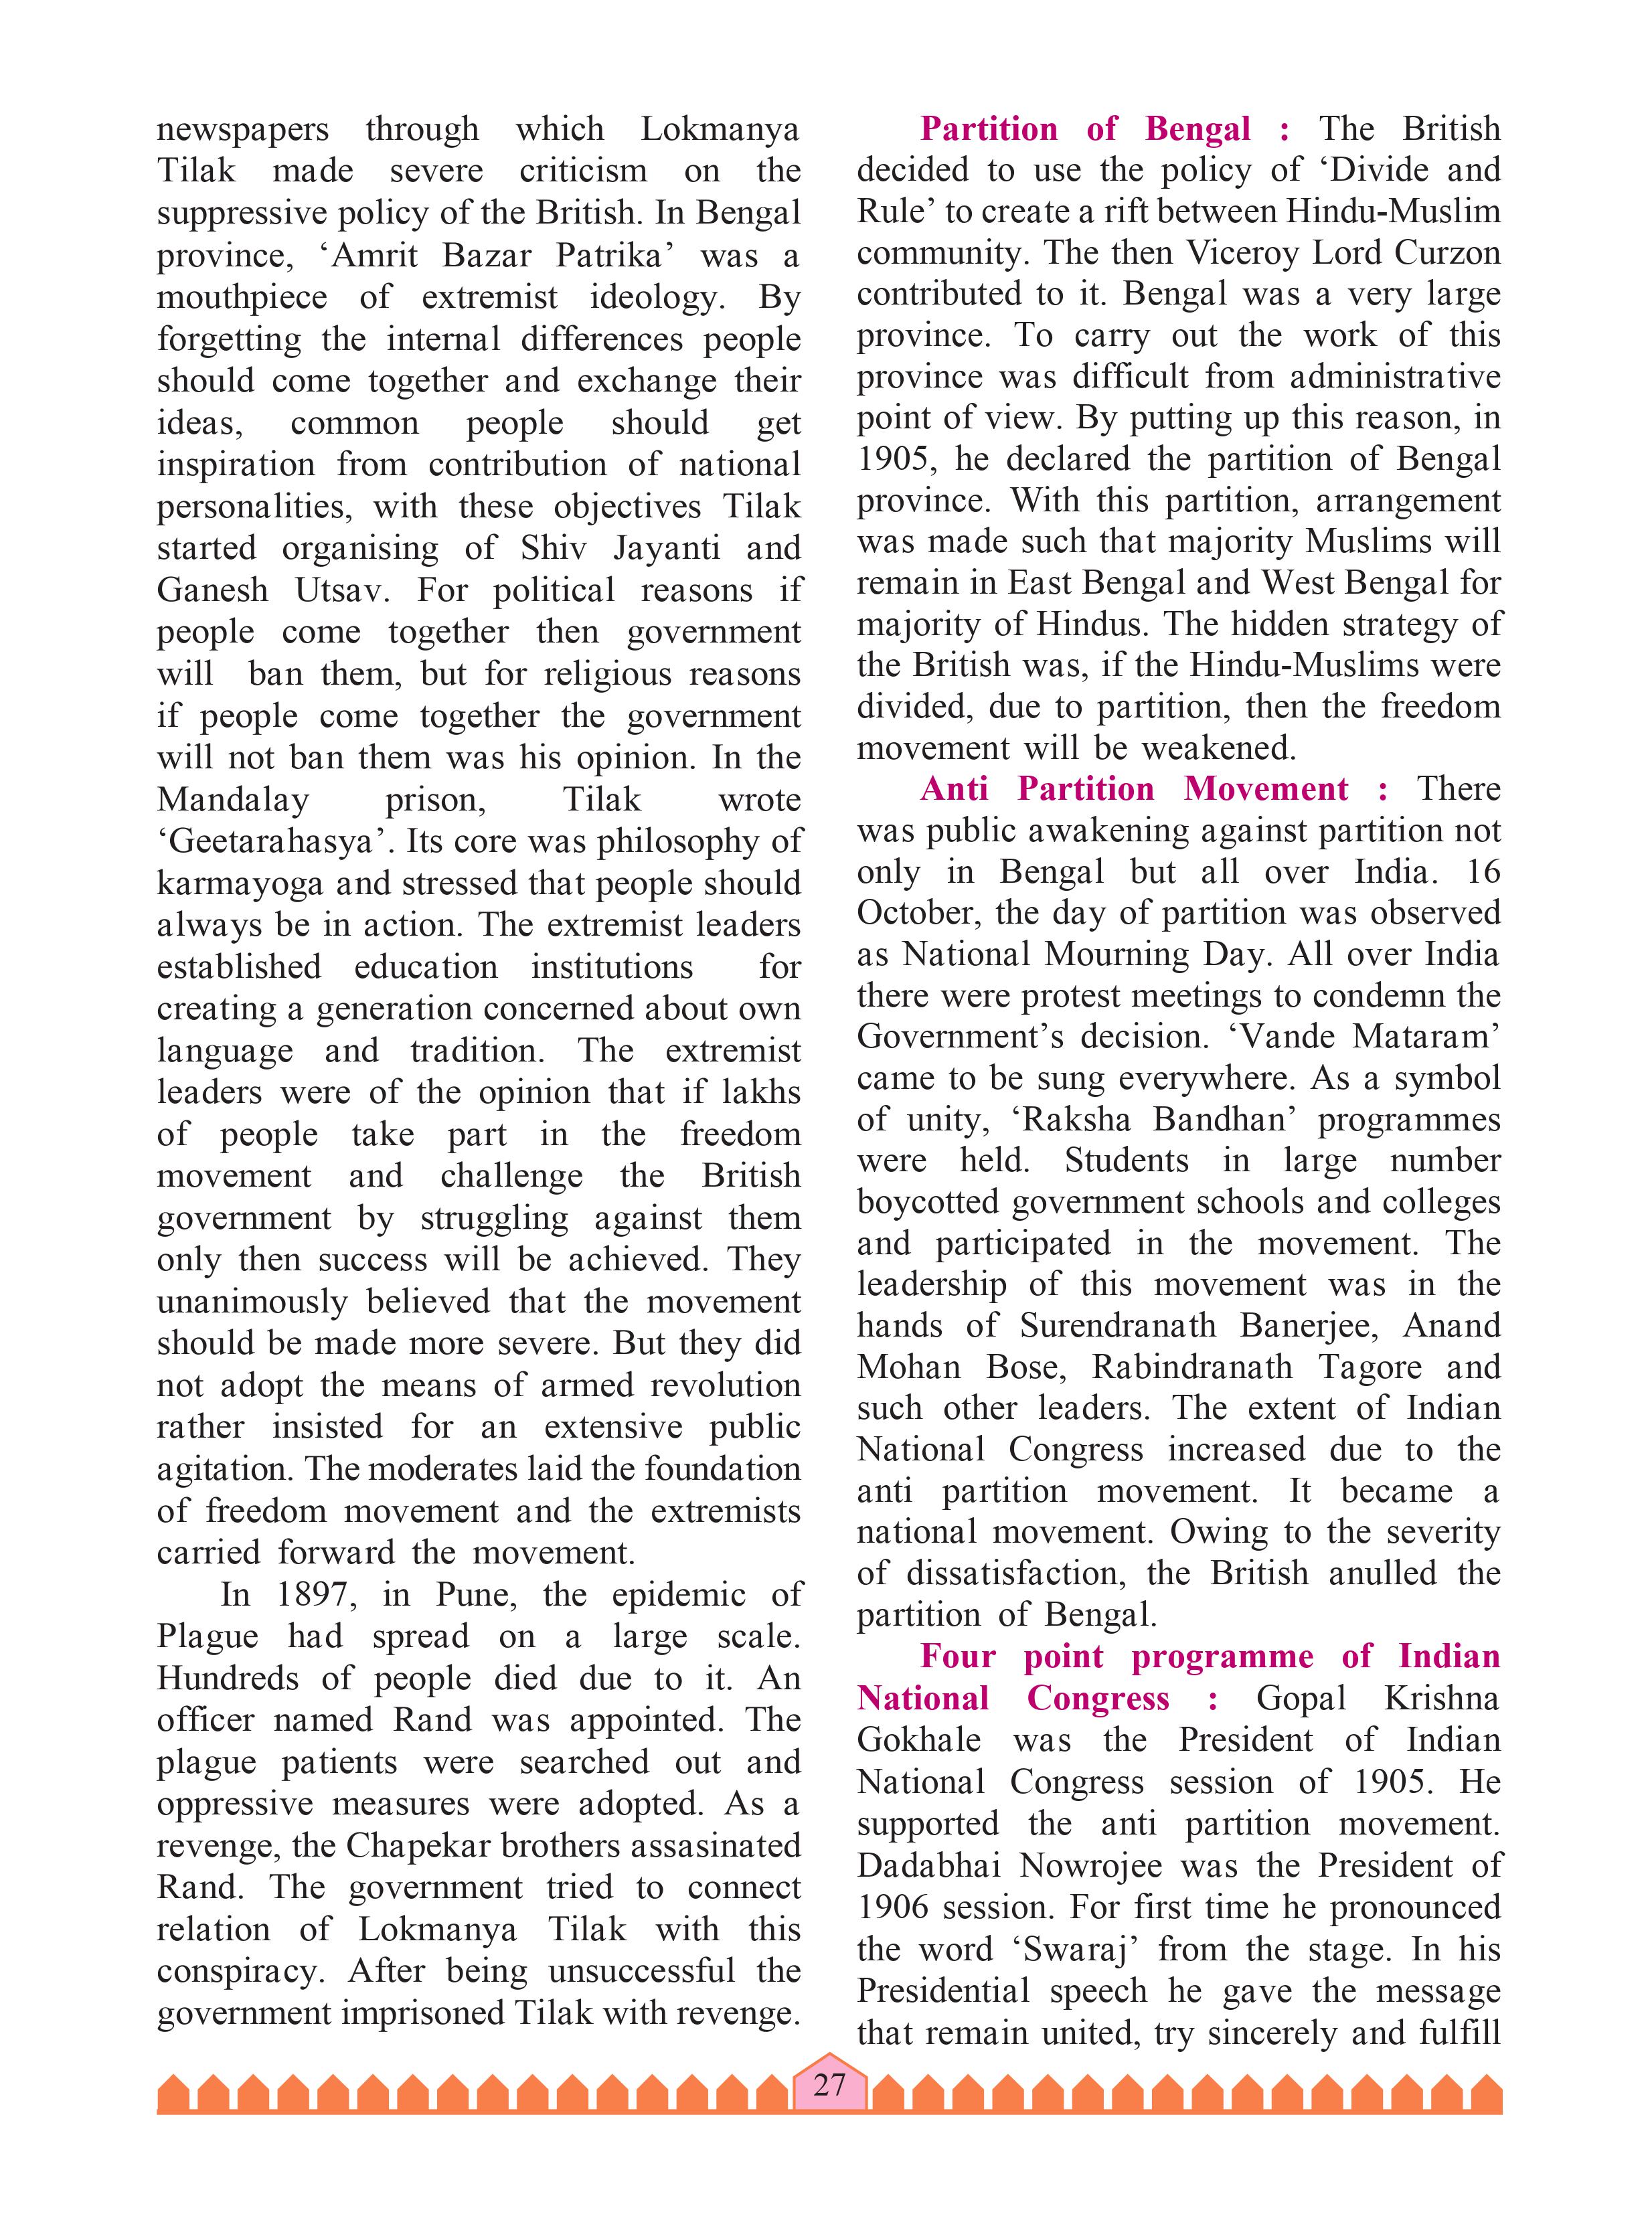 newspapers through which Lokmanya
Tilak made severe criticism on the
suppressive policy of the British. In Bengal
province, ‘Amrit Bazar Patrika’ was a
mouthpiece of extremist ideology. By
forgetting the internal differences people
should come together and exchange their
ideas, common people should get
inspiration from contribution of national
personalities, with these objectives Tilak
started organising of Shiv Jayanti and
Ganesh Utsav. For political reasons if
people come together then government
will ban them, but for religious reasons
if people come together the government
will not ban them was his opinion. In the
Mandalay prison, Tilak wrote
‘Geetarahasya’. Its core was philosophy of
karmayoga and stressed that people should
always be in action. The extremist leaders
established education institutions for
creating a generation concerned about own
language and tradition. The extremist
leaders were of the opinion that if lakhs
of people take part in the freedom
movement and challenge the British
government by struggling against them
only then success will be achieved. They
unanimously believed that the movement
should be made more severe. But they did
not adopt the means of armed revolution
rather insisted for an extensive public
agitation. The moderates laid the foundation
of freedom movement and the extremists
carried forward the movement.
In 1897, in Pune, the epidemic of
Plague had spread on a large scale.
Hundreds of people died due to it. An
officer named Rand was appointed. The
plague patients were searched out and
oppressive measures were adopted. As a
revenge, the Chapekar brothers assasinated
Rand. The government tried to connect
relation of Lokmanya Tilak with this
conspiracy. After being unsuccessful the
government imprisoned Tilak with revenge.
Partition of Bengal : The British
decided to use the policy of ‘Divide and
Rule’ to create a rift between Hindu-Muslim
community. The then Viceroy Lord Curzon
contributed to it. Bengal was a very large
province. To carry out the work of this
province was difficult from administrative
point of view. By putting up this reason, in
1905, he declared the partition of Bengal
province. With this partition, arrangement
was made such that majority Muslims will
remain in East Bengal and West Bengal for
majority of Hindus. The hidden strategy of
the British was, if the Hindu-Muslims were
divided, due to partition, then the freedom
movement will be weakened.
Anti Partition Movement : There
was public awakening against partition not
only in Bengal but all over India. 16
October, the day of partition was observed
as National Mourning Day. All over India
there were protest meetings to condemn the
Government’s decision. ‘Vande Mataram’
came to be sung everywhere. As a symbol
of unity, ‘Raksha Bandhan’ programmes
were held. Students in large number
boycotted government schools and colleges
and participated in the movement. The
leadership of this movement was in the
hands of Surendranath Banerjee, Anand
Mohan Bose, Rabindranath Tagore and
such other leaders. The extent of Indian
National Congress increased due to the
anti partition movement. It became a
national movement. Owing to the severity
of dissatisfaction, the British anulled the
partition of Bengal.
Four point programme of Indian
National Congress : Gopal Krishna
Gokhale was the President of Indian
National Congress session of 1905. He
supported the anti partition movement.
Dadabhai Nowrojee was the President of
1906 session. For first time he pronounced
the word ‘Swaraj’ from the stage. In his
Presidential speech he gave the message
that remain united, try sincerely and fulfill
27